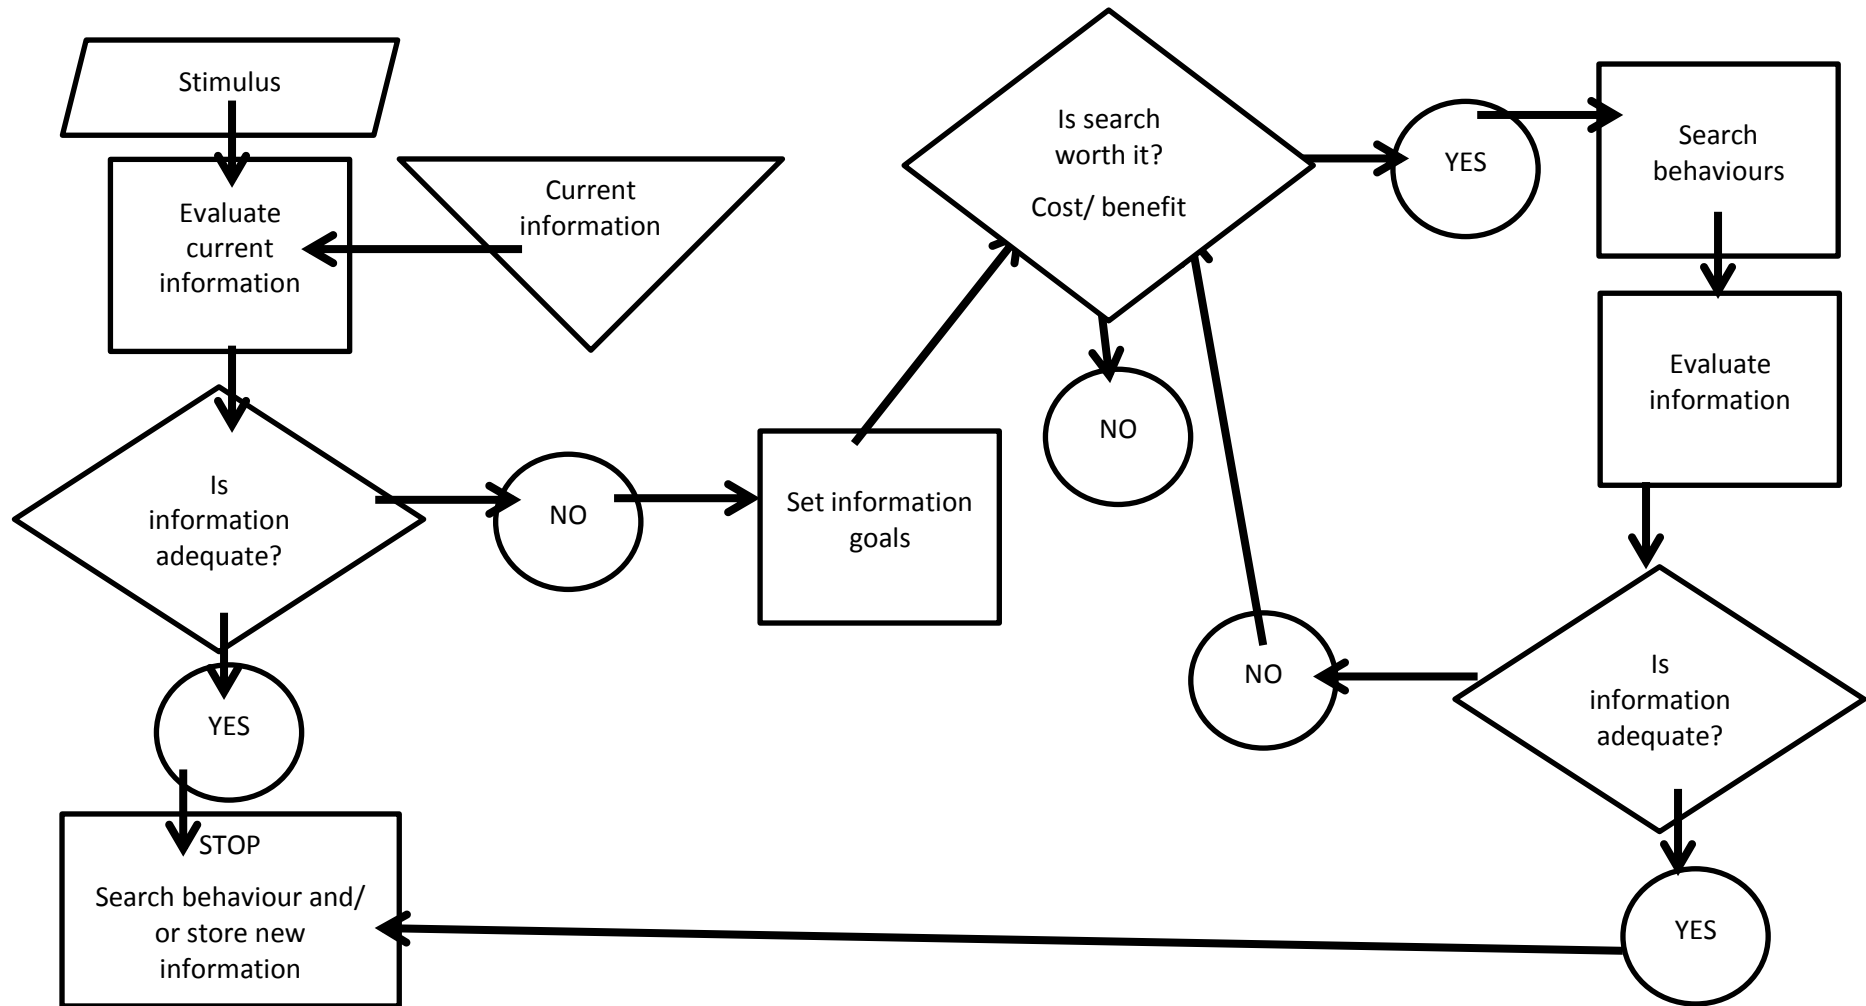 Stimulus
Evaluate
current
information
Current
information
Is
information
adequate?
NO
YES
STOP
Search behaviour and/
or store new
information
Set information
goals
Is search
worth it?
Cost/ benefit
NO
YES
Search
behaviours
Evaluate
information
Is
information
adequate?
NO
YES